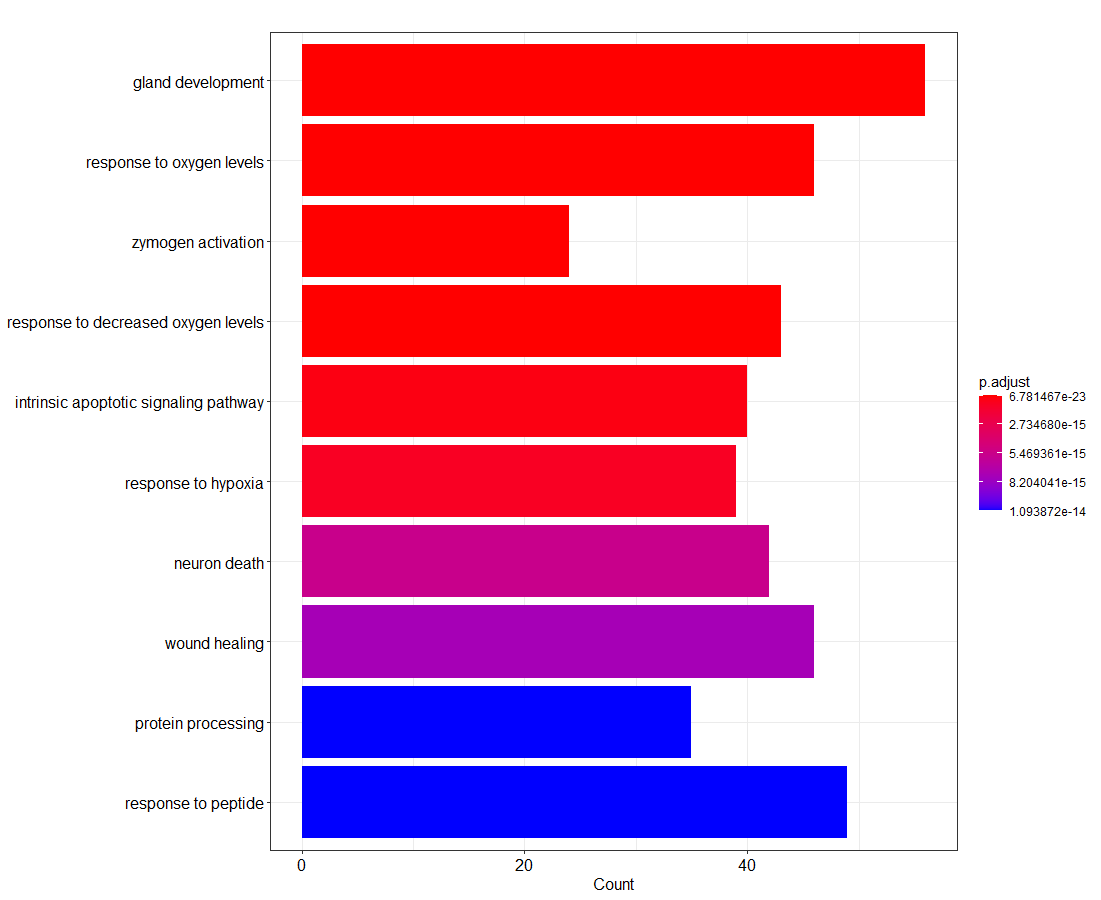 gland development
response to oxygen levels
zymogen activation
response to decreased oxygen levels
intrinsic apoptotic signaling pathway
response to hypoxia
neuron death
wound healing
protein processing
response to peptide
0 20 40
Count
p.adjust
6.781467e-23
2.734680e-15
5.469361e-15
8.204041e-15
1.093872e-14